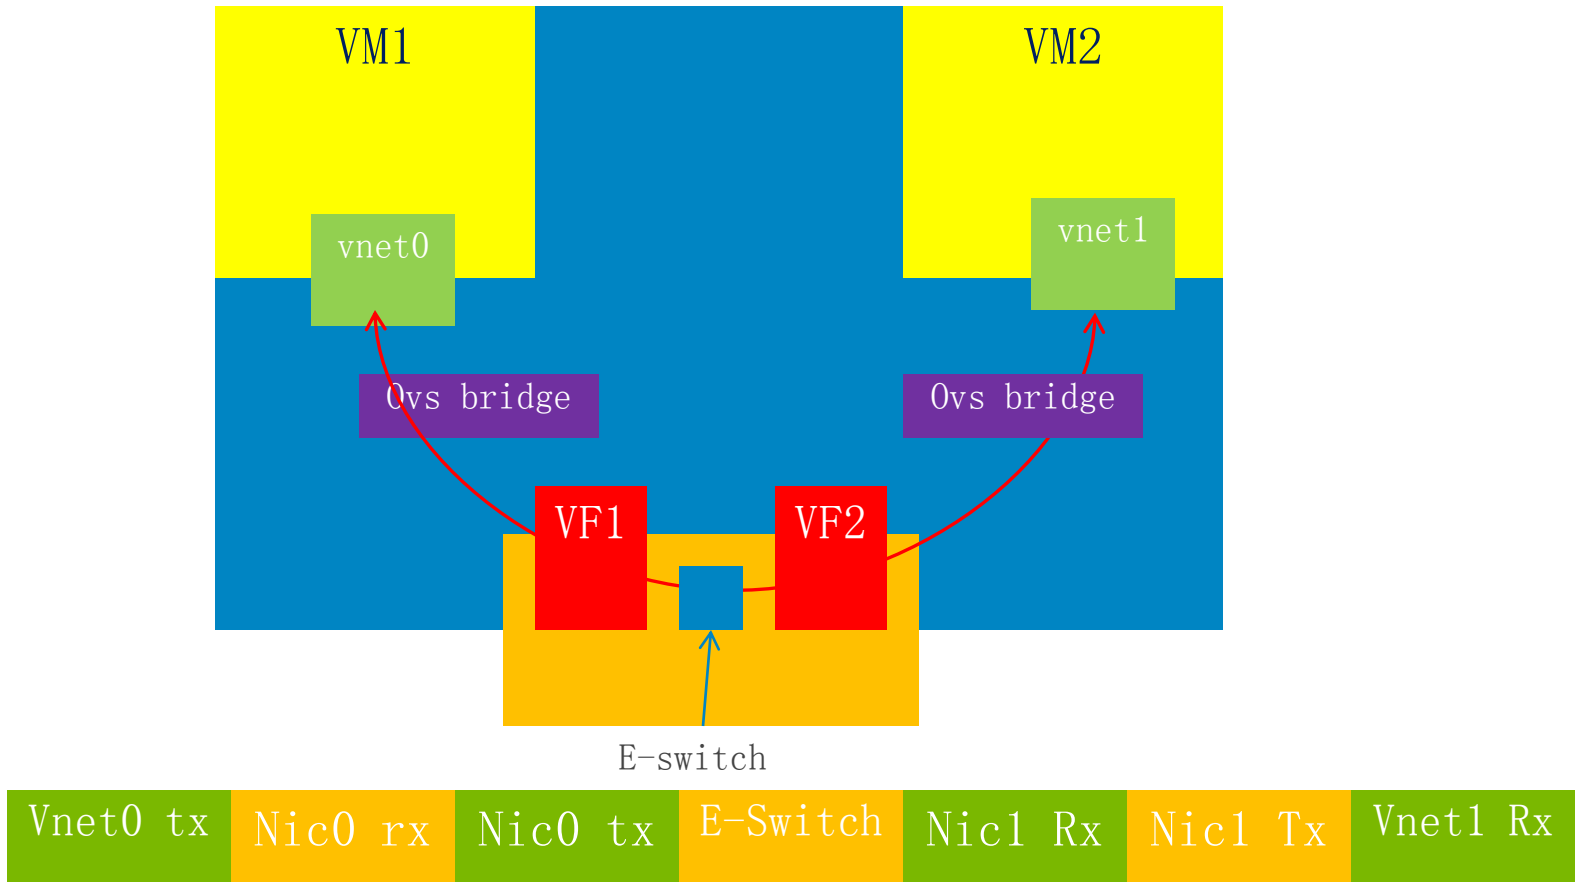 VM1
VM2
vnet0
vnet1
Ovs bridge
Ovs bridge
VF1
VF2
E-switch
Vnet0 tx
Nic0 rx
Nic0 tx
E-Switch
Nic1 Rx
Nic1 Tx
Vnet1 Rx